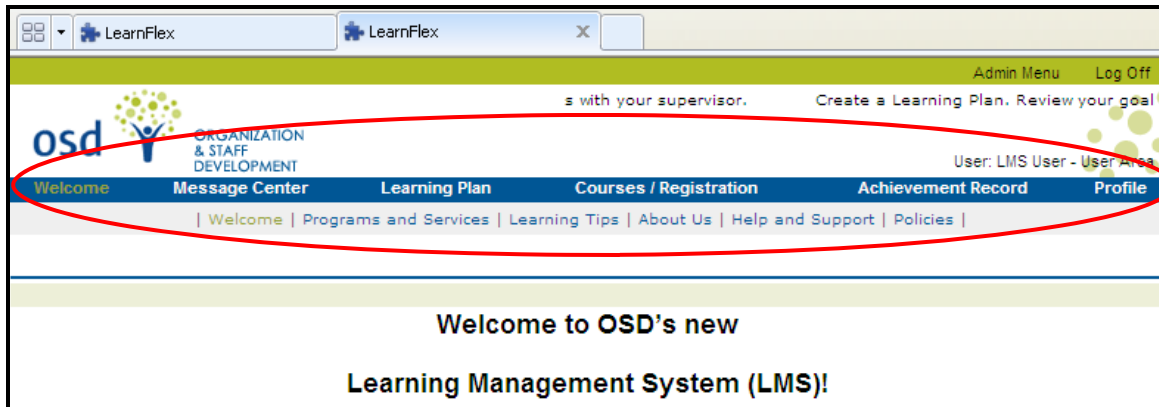 LearnFlex LearnFlex
Admin Menu Log Off
s with your supervisor. Create a Learning Plan. Review your goal
osd ORGANIZATION
& STAFF
DEVELOPMENT
User: LMS User - User Area
Welcome Message Center Learning Plan Courses / Registration Achievement Record Profile
| Welcome | Programs and Services | Learning Tips | About Us | Help and Support | Policies |
Welcome to OSD's new
Learning Management System (LMS)!